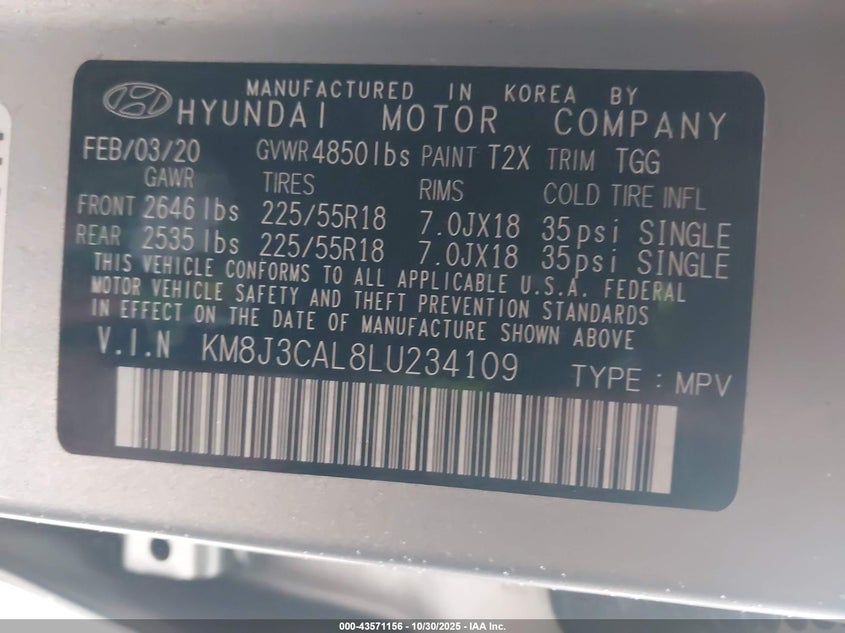 MANUFACTURED IN KOREA BY
HYUNDAI MOTOR COMPANY
FEB/03/20 GVWR 4850lbs PAINT T2X TRIM TGG
GAWR TIRES RIMS COLD TIRE INFL
FRONT 2646 lbs 225/55R18 7.0JX18 35psi SINGLE
REAR 2535 lbs 225/55R18 7.0JX18 35psi SINGLE
THIS VEHICLE CONFORMS TO ALL APPLICABLE U.S.A. FEDERAL
MOTOR VEHICLE SAFETY AND THEFT PREVENTION STANDARDS
IN EFFECT ON THE DATE OF MANUFACTURE SHOWN ABOVE
V.I.N KM8J3CAL8LU234109 TYPE : MPV
000-43571156 - 10/30/2025 - IAA Inc.